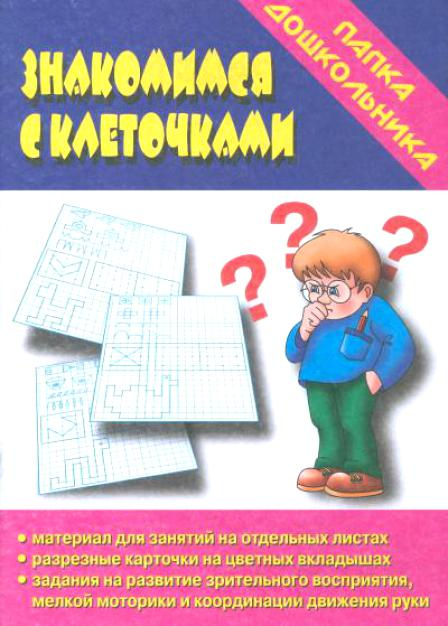 ПАПКА
ДОШКОЛЬНИКА
ЗНАКОМИМСЯ
С КЛЕТОЧКАМИ
? ? ?
• материал для занятий на отдельных листах
• разрезные карточки на цветных вкладышах
• задания на развитие зрительного восприятия,
мелкой моторики и координации движения руки